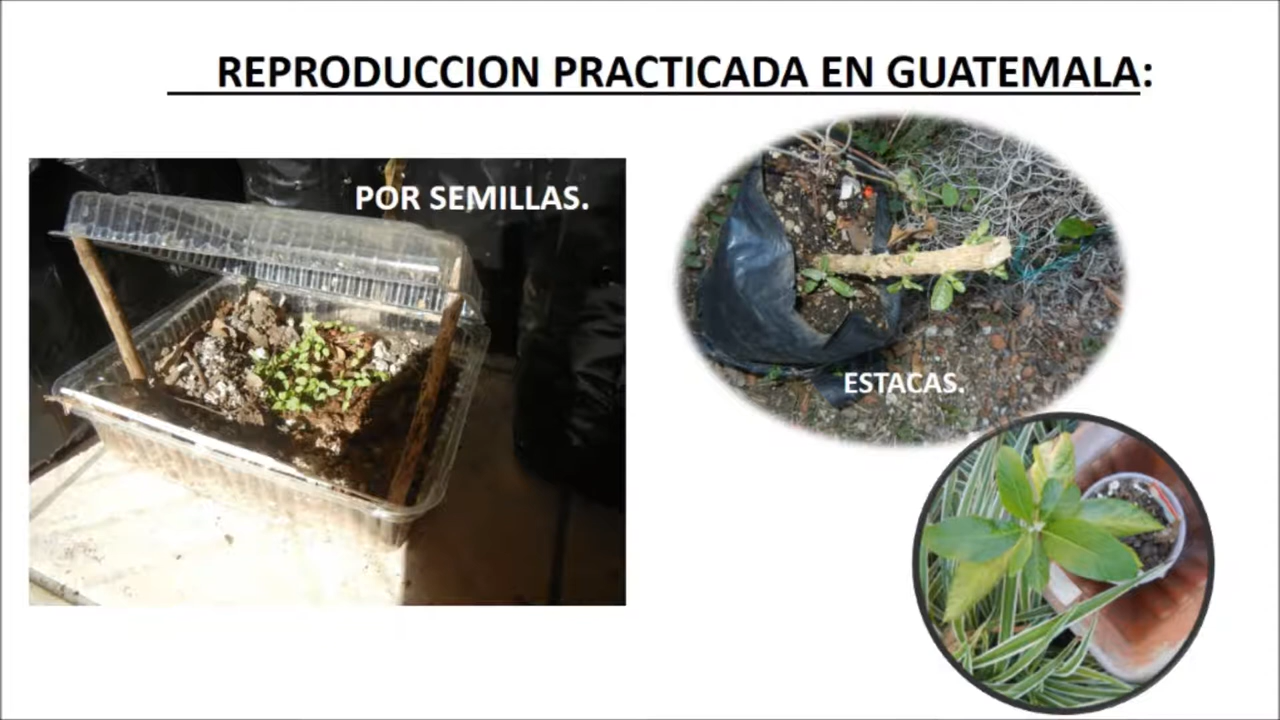 REPRODUCCION PRACTICADA EN GUATEMALA:
POR SEMILLAS.
ESTACAS.